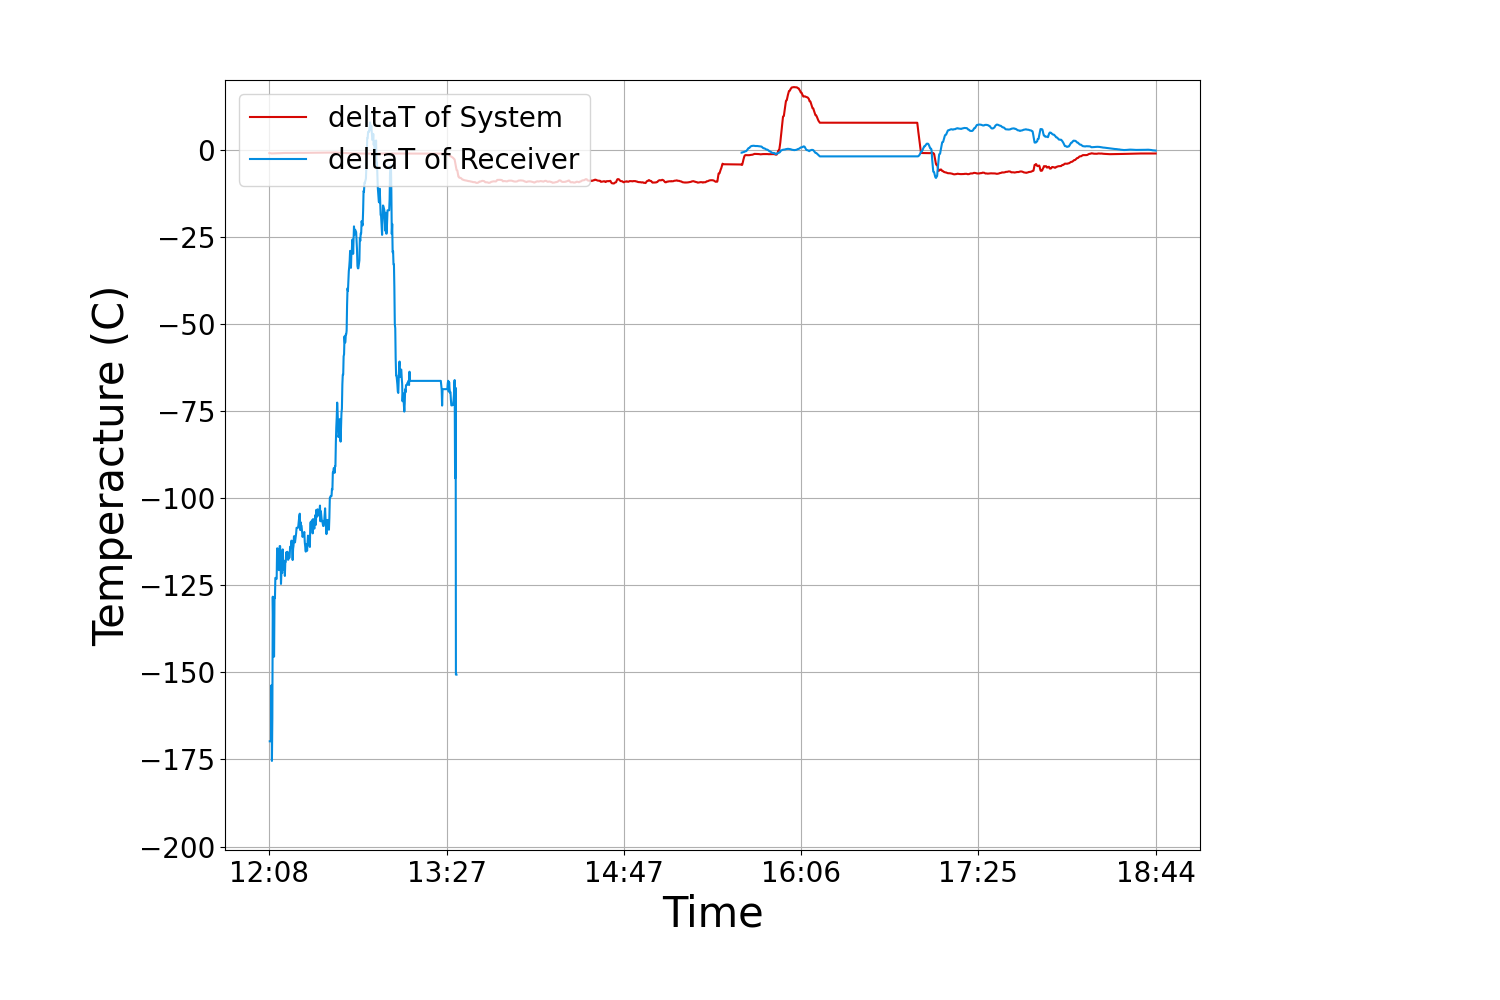 deltaT of System
deltaT of Receiver
0
−25
−50
−75
−100
−125
−150
−175
−200
Temperacture (C)
12:08 13:27 14:47 16:06 17:25 18:44
Time